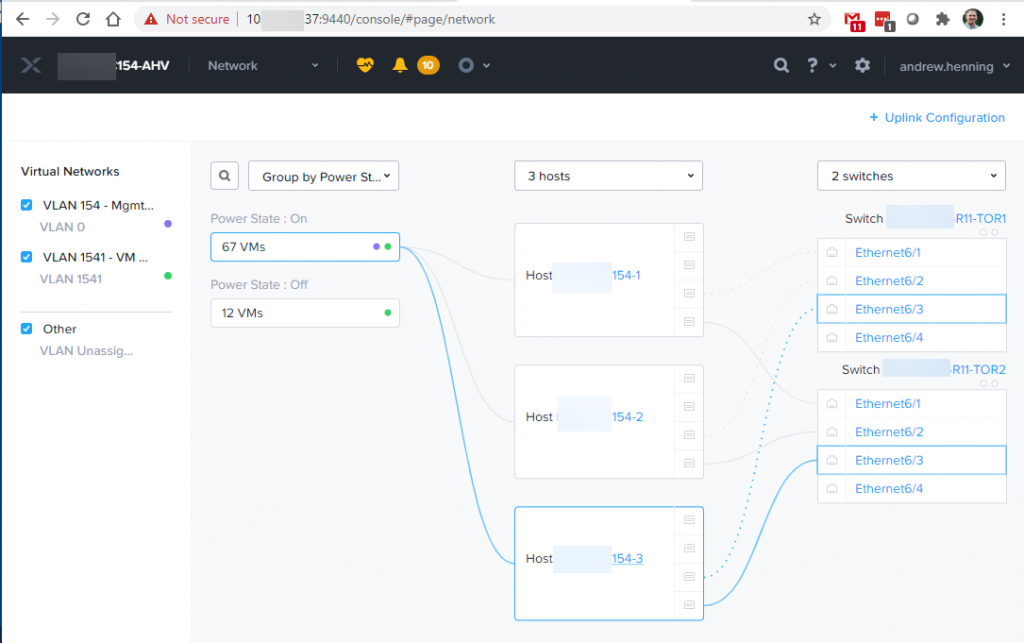 Not secure | 10 37:9440/console/#page/network
11
1
154-AHV
Network
10
?
andrew.henning
+ Uplink Configuration
Virtual Networks
VLAN 154 - Mgmt...
VLAN 0
VLAN 1541 - VM ...
VLAN 1541
Other
VLAN Unassig...
Group by Power St...
3 hosts
2 switches
Power State : On
67 VMs
Power State : Off
12 VMs
Host 154-1
Host 154-2
Host 154-3
Switch -R11-TOR1
Ethernet6/1
Ethernet6/2
Ethernet6/3
Ethernet6/4
Switch -R11-TOR2
Ethernet6/1
Ethernet6/2
Ethernet6/3
Ethernet6/4